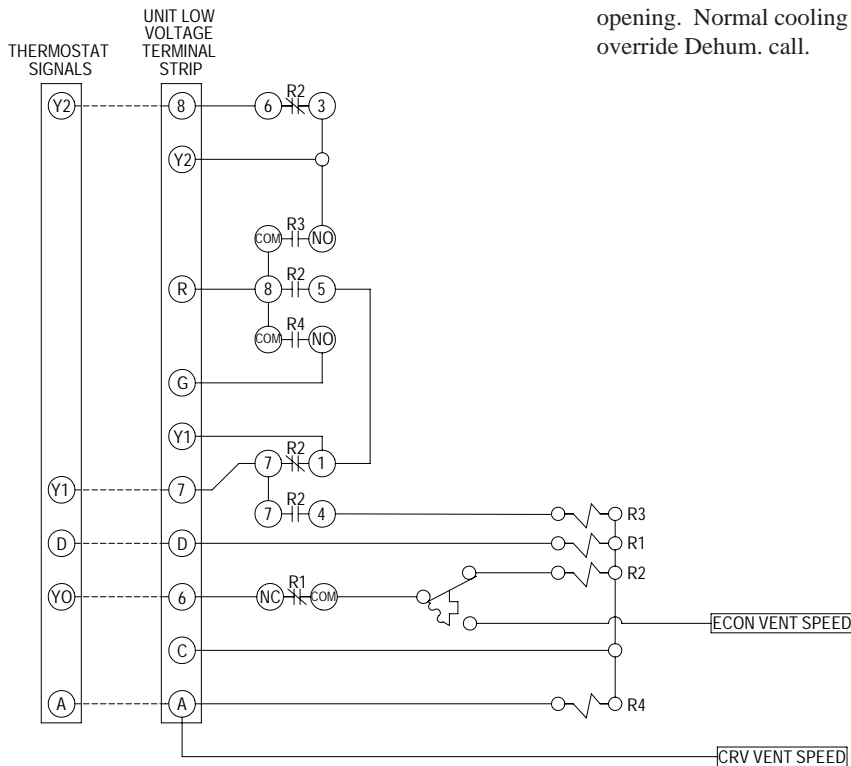 opening. Normal cooling
override Dehum. call.
UNIT LOW
VOLTAGE
TERMINAL
STRIP
THERMOSTAT
SIGNALS
Y2 8 6 R2 3
Y2
COM R3 NO
R 8 R2 5
COM R4 NO
G
Y1
7 R2 1
Y1 7
7 R2 4 R3
D D R1
R2
YO 6 NC R1 COM
ECON VENT SPEED
C
A A R4
CRV VENT SPEED